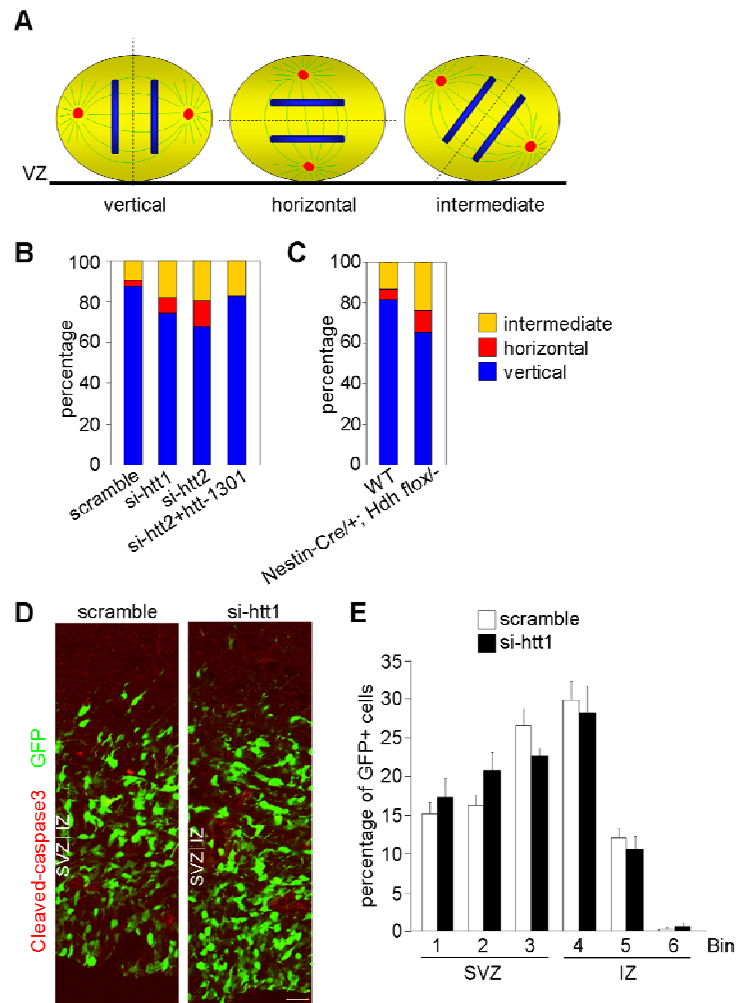 A
VZ
vertical horizontal intermediate
B
percentage
100
80
60
40
20
0
scramble
si-htt1
si-htt2
si-htt2+htt-1301
C
percentage
100
80
60
40
20
0
WT
Nestin-Cre/+; Hdh flox/-
intermediate
horizontal
vertical
D
scramble si-htt1
Cleaved-caspase3 GFP
SVZ IZ
SVZ IZ
E
scramble
si-htt1
percentage of GFP+ cells
35
30
25
20
15
10
5
0
1 2 3 4 5 6 Bin
SVZ IZ